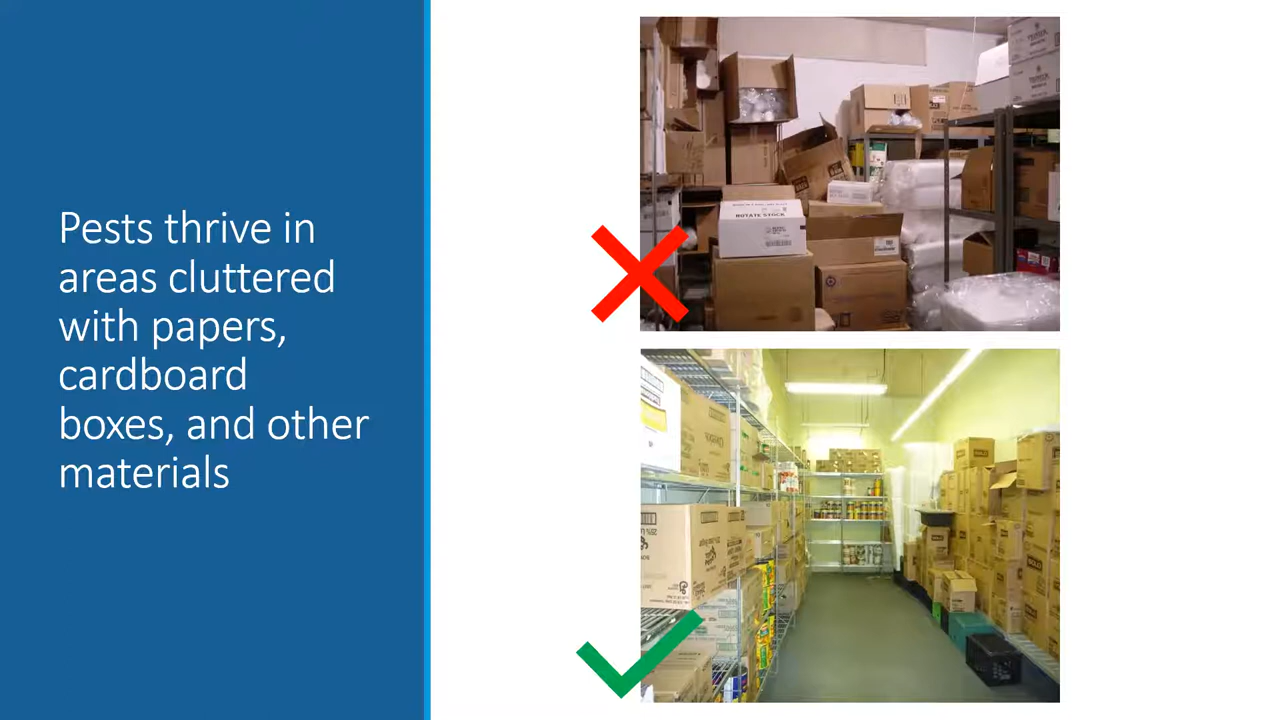 Pests thrive in
areas cluttered
with papers,
cardboard
boxes, and other
materials
ROTATE STOCK